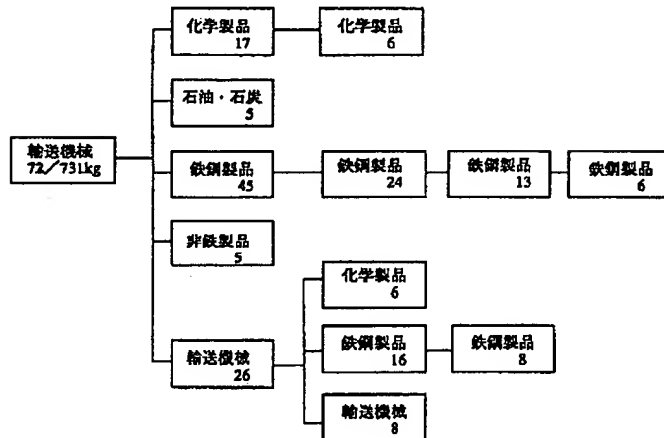 化学製品
17
化学製品
6
石油・石炭
5
輸送機械
72／731kg
鉄鋼製品
45
鉄鋼製品
24
鉄鋼製品
13
鉄鋼製品
6
非鉄製品
5
化学製品
6
輸送機械
26
鉄鋼製品
16
鉄鋼製品
8
輸送機械
8